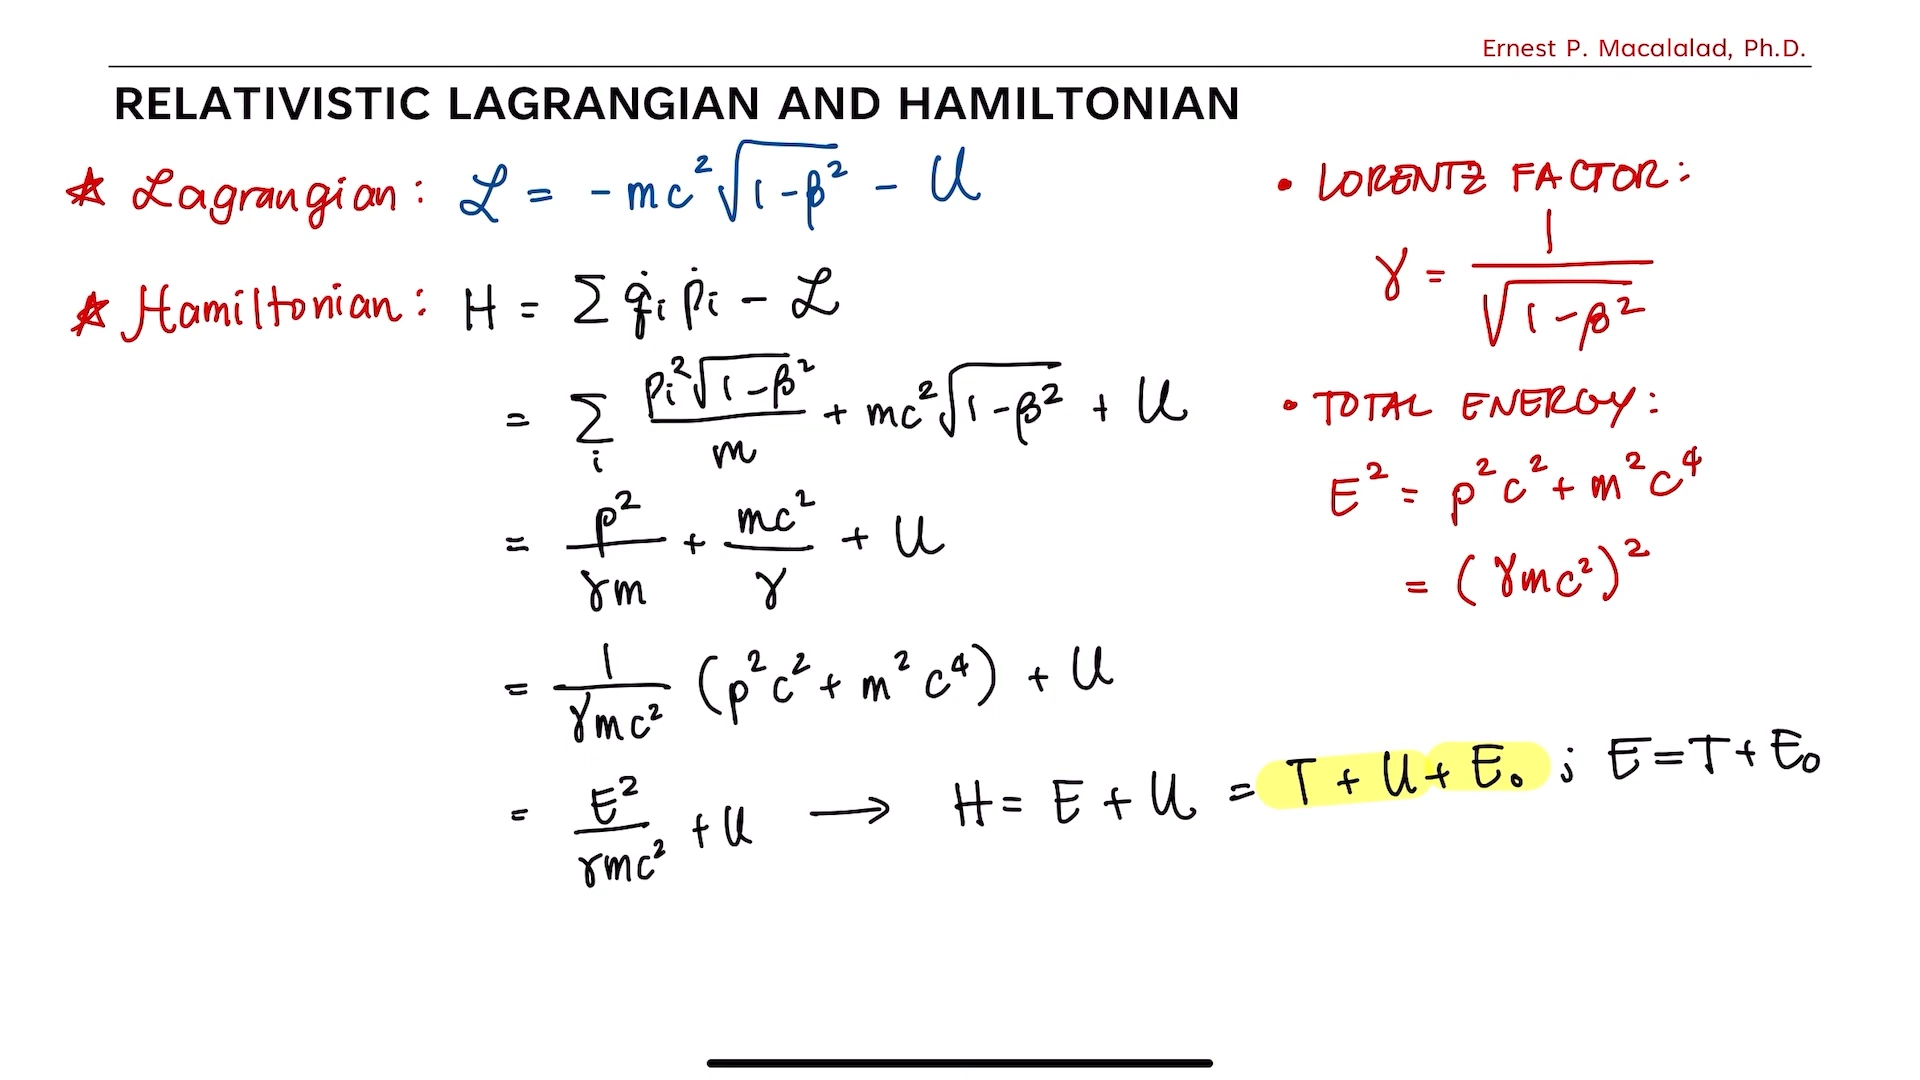 Ernest P. Macalalad, Ph.D.
RELATIVISTIC LAGRANGIAN AND HAMILTONIAN
☆ Lagrangian: ℒ = -mc²√(1-β²) - U
☆ Hamiltonian: H = Σ q̇ᵢ ṗᵢ - ℒ
= Σᵢ pᵢ²√(1-β²)/m + mc²√(1-β²) + U
= p²/γm + mc²/γ + U
= 1/γmc² (p²c² + m²c⁴) + U
= E²/γmc² + U → H = E + U = T + U + E₀ ; E = T + E₀
• LORENTZ FACTOR:
γ = 1/√(1-β²)
• TOTAL ENERGY:
E² = p²c² + m²c⁴
= (γmc²)²